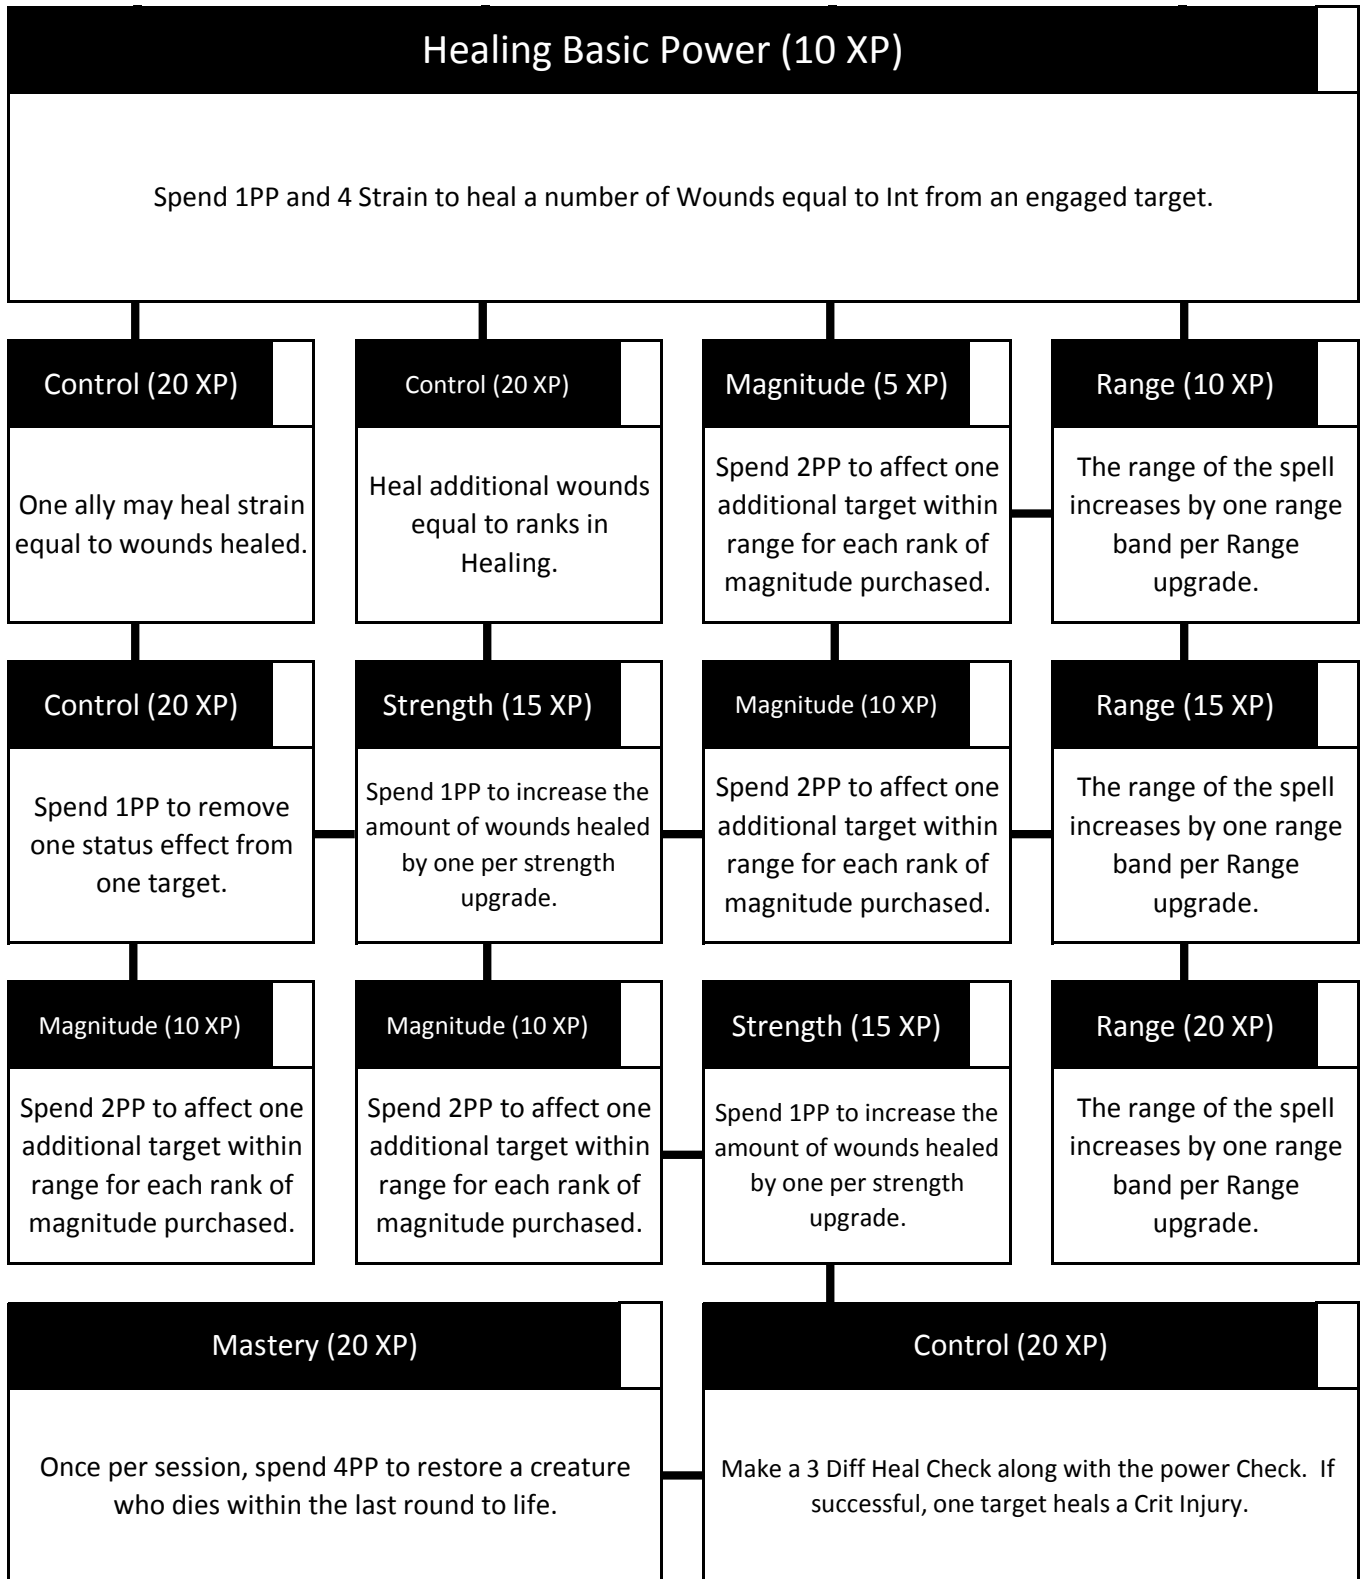 Healing Basic Power (10 XP)
Spend 1PP and 4 Strain to heal a number of Wounds equal to Int from an engaged target.
Control (20 XP)
One ally may heal strain
equal to wounds healed.
Control (20 XP)
Heal additional wounds
equal to ranks in
Healing.
Magnitude (5 XP)
Spend 2PP to affect one
additional target within
range for each rank of
magnitude purchased.
Range (10 XP)
The range of the spell
increases by one range
band per Range
upgrade.
Control (20 XP)
Spend 1PP to remove
one status effect from
one target.
Strength (15 XP)
Spend 1PP to increase the
amount of wounds healed
by one per strength
upgrade.
Magnitude (10 XP)
Spend 2PP to affect one
additional target within
range for each rank of
magnitude purchased.
Range (15 XP)
The range of the spell
increases by one range
band per Range
upgrade.
Magnitude (10 XP)
Spend 2PP to affect one
additional target within
range for each rank of
magnitude purchased.
Magnitude (10 XP)
Spend 2PP to affect one
additional target within
range for each rank of
magnitude purchased.
Strength (15 XP)
Spend 1PP to increase the
amount of wounds healed
by one per strength
upgrade.
Range (20 XP)
The range of the spell
increases by one range
band per Range
upgrade.
Mastery (20 XP)
Once per session, spend 4PP to restore a creature
who dies within the last round to life.
Control (20 XP)
Make a 3 Diff Heal Check along with the power Check.  If
successful, one target heals a Crit Injury.